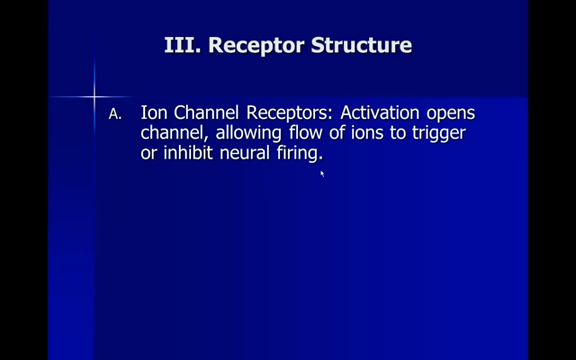 III. Receptor Structure
A. Ion Channel Receptors: Activation opens
channel, allowing flow of ions to trigger
or inhibit neural firing.